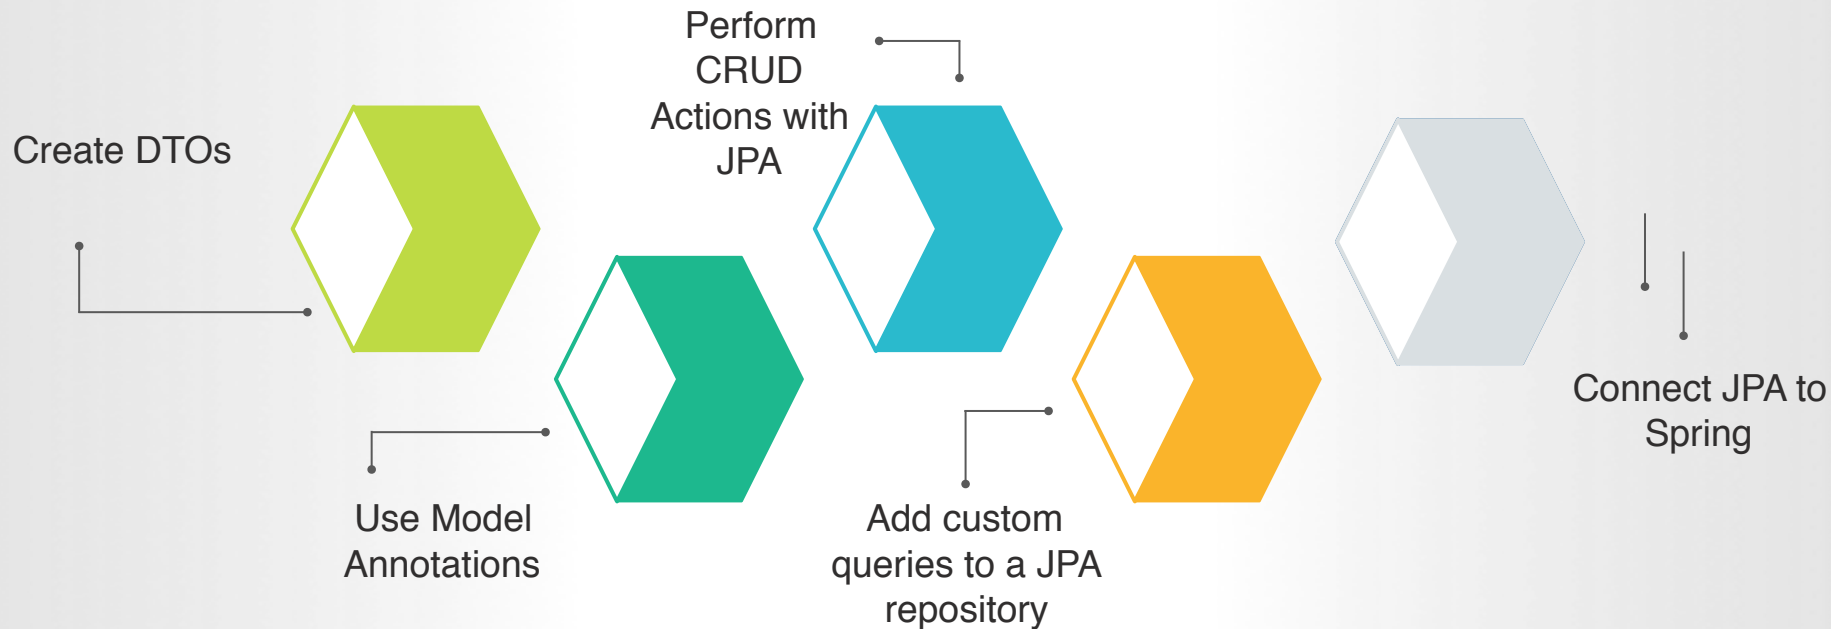 Create DTOs
Use Model
Annotations
Perform
CRUD
Actions with
JPA
Add custom
queries to a JPA
repository
Connect JPA to
Spring